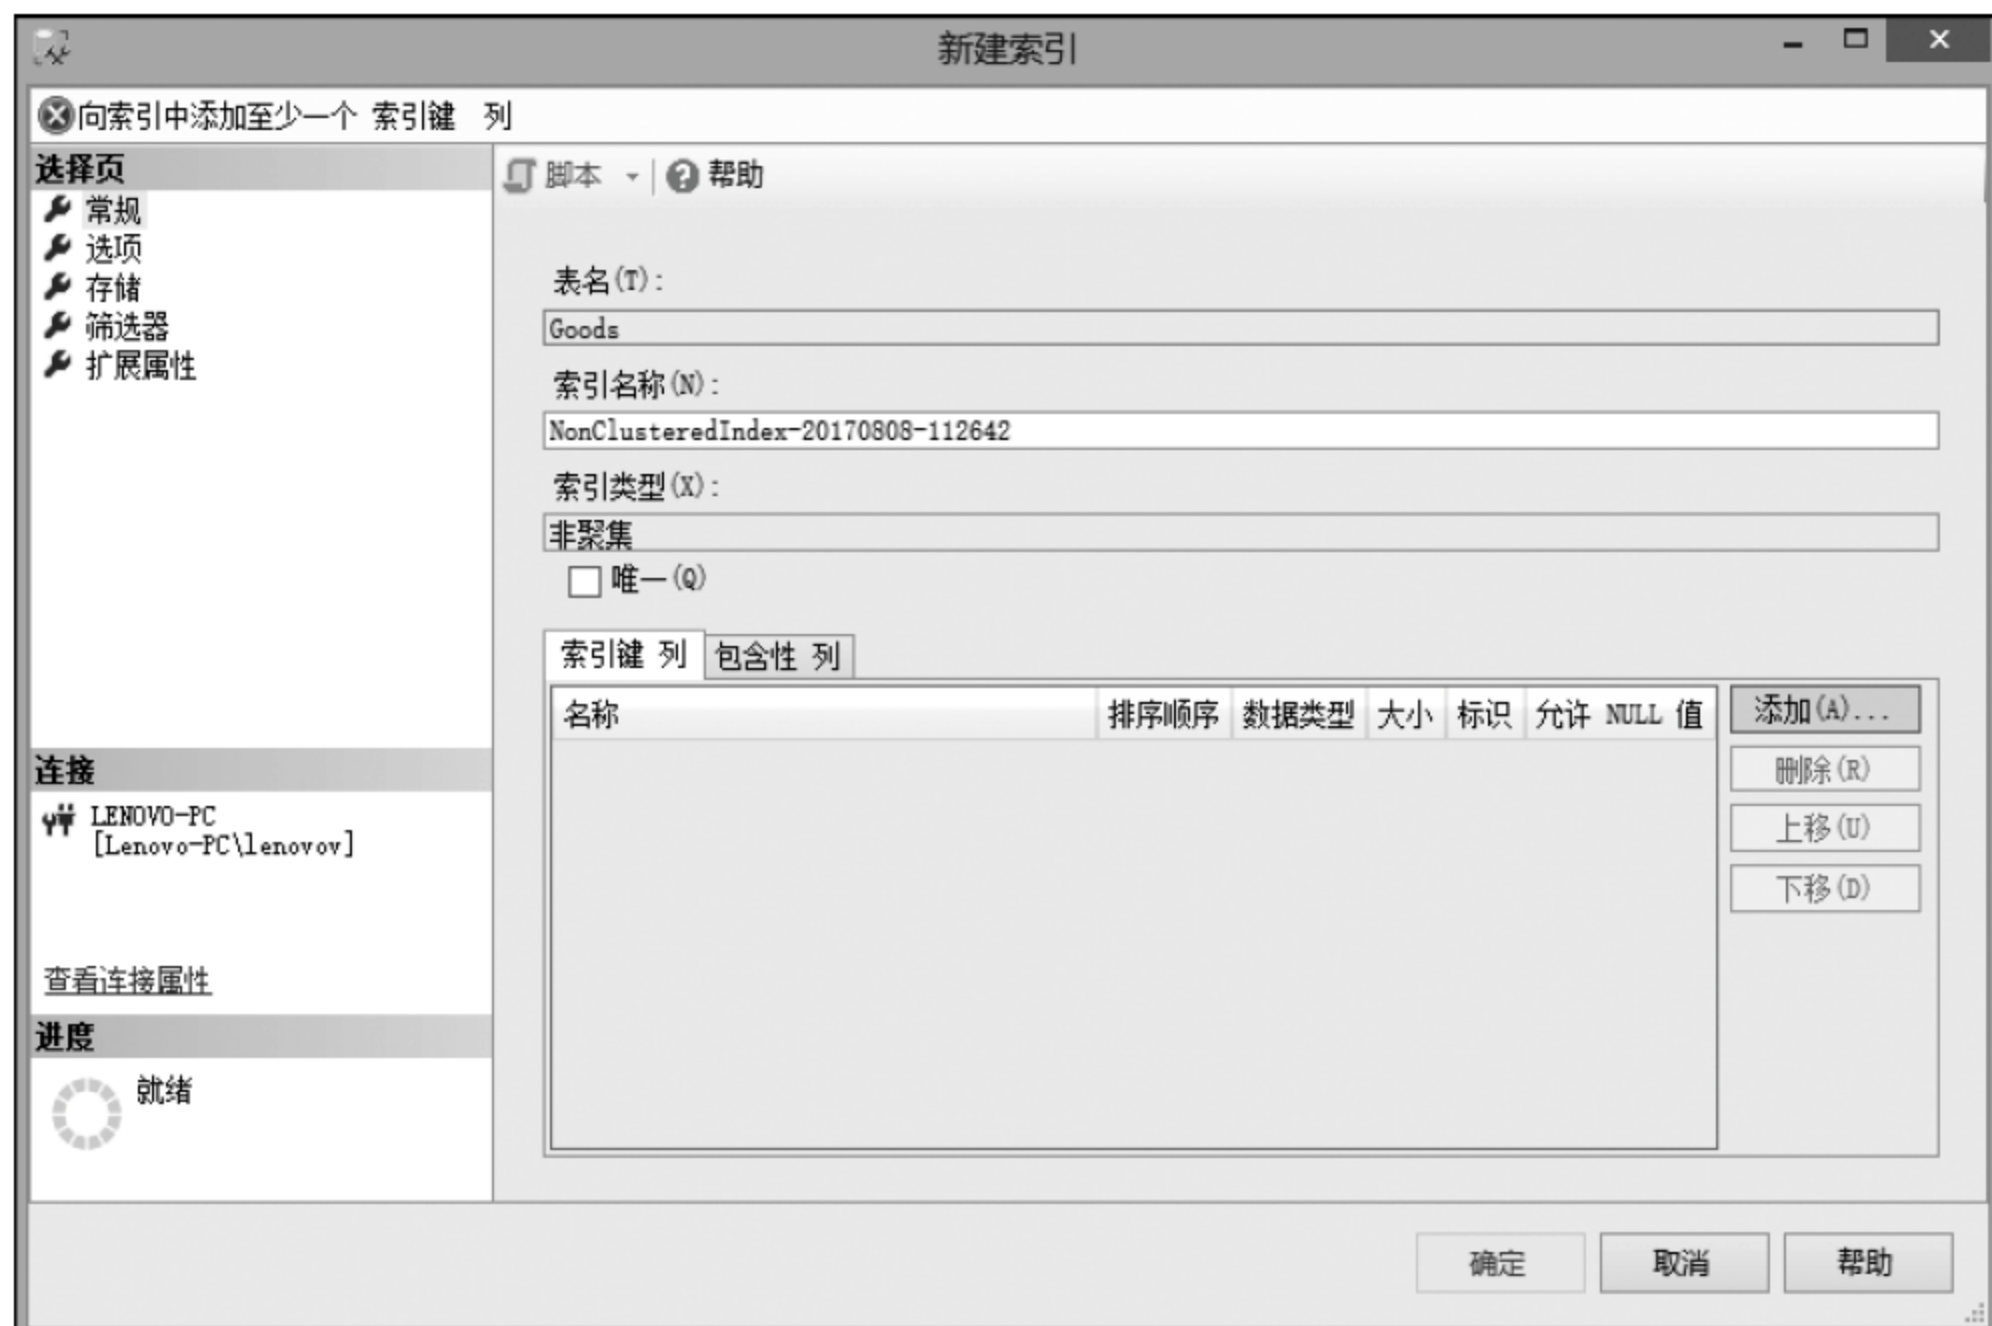 新建索引
向索引中添加至少一个 索引键 列
选择页
常规
选项
存储
筛选器
扩展属性
连接
LENOVO-PC
[Lenovo-PC\lenovov]
查看连接属性
进度
就绪
脚本 帮助
表名(T):
Goods
索引名称(N):
NonClusteredIndex-20170808-112642
索引类型(X):
非聚集
唯一(Q)
索引键 列 包含性 列
名称 排序顺序 数据类型 大小 标识 允许 NULL 值
添加(A)...
删除(R)
上移(U)
下移(D)
确定 取消 帮助